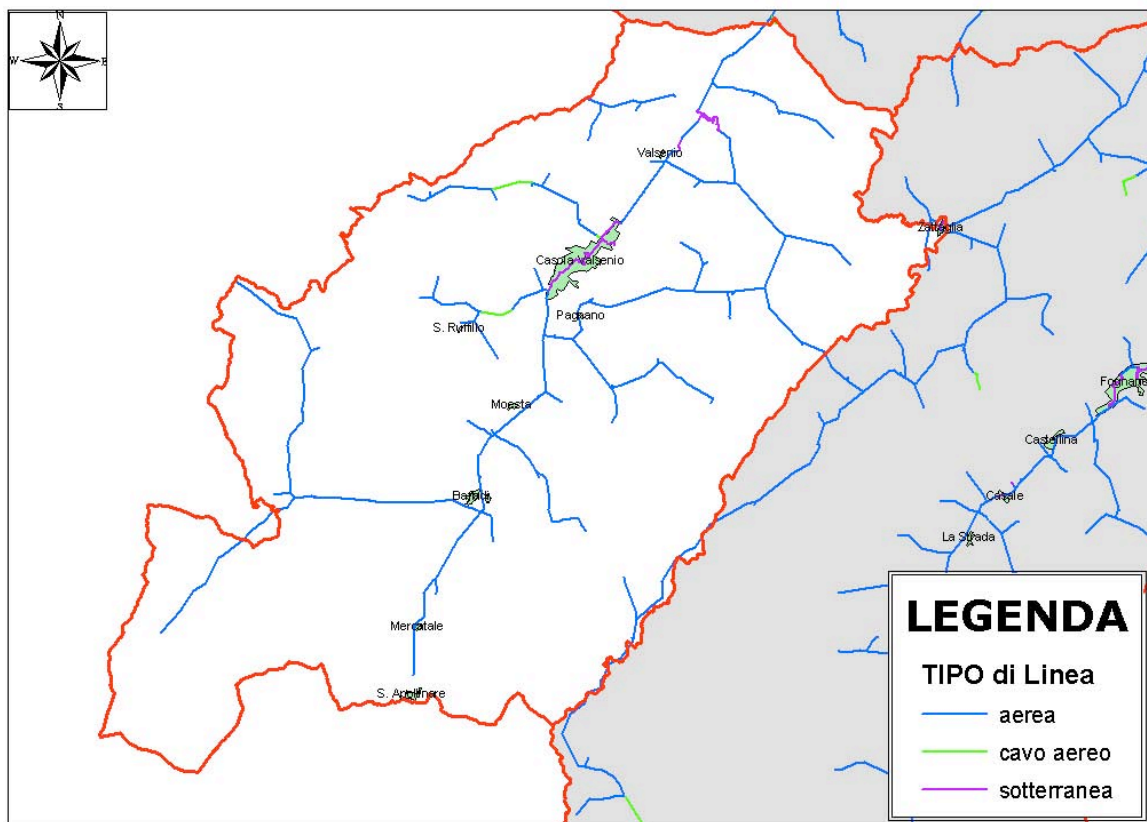 N
W E
S
Valsenio
Zattaglia
Casola Valsenio
Pagnano
S. Ruffillo
Moesta
Castellina
Baffadi
Casale
La Strada
Mercatale
S. Apollinare
LEGENDA
TIPO di Linea
aerea
cavo aereo
sotterranea